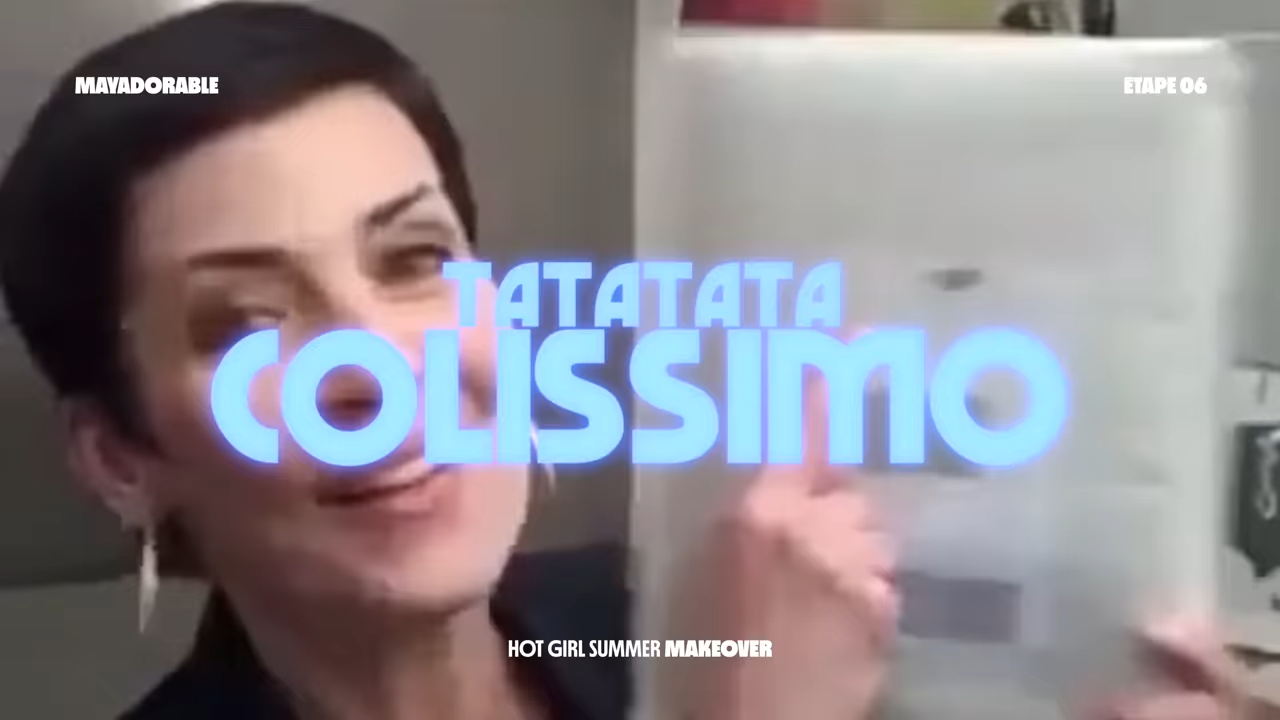 MAYADORABLE
ETAPE 06
TATATATA
COLISSIMO
HOT GIRL SUMMER MAKEOVER